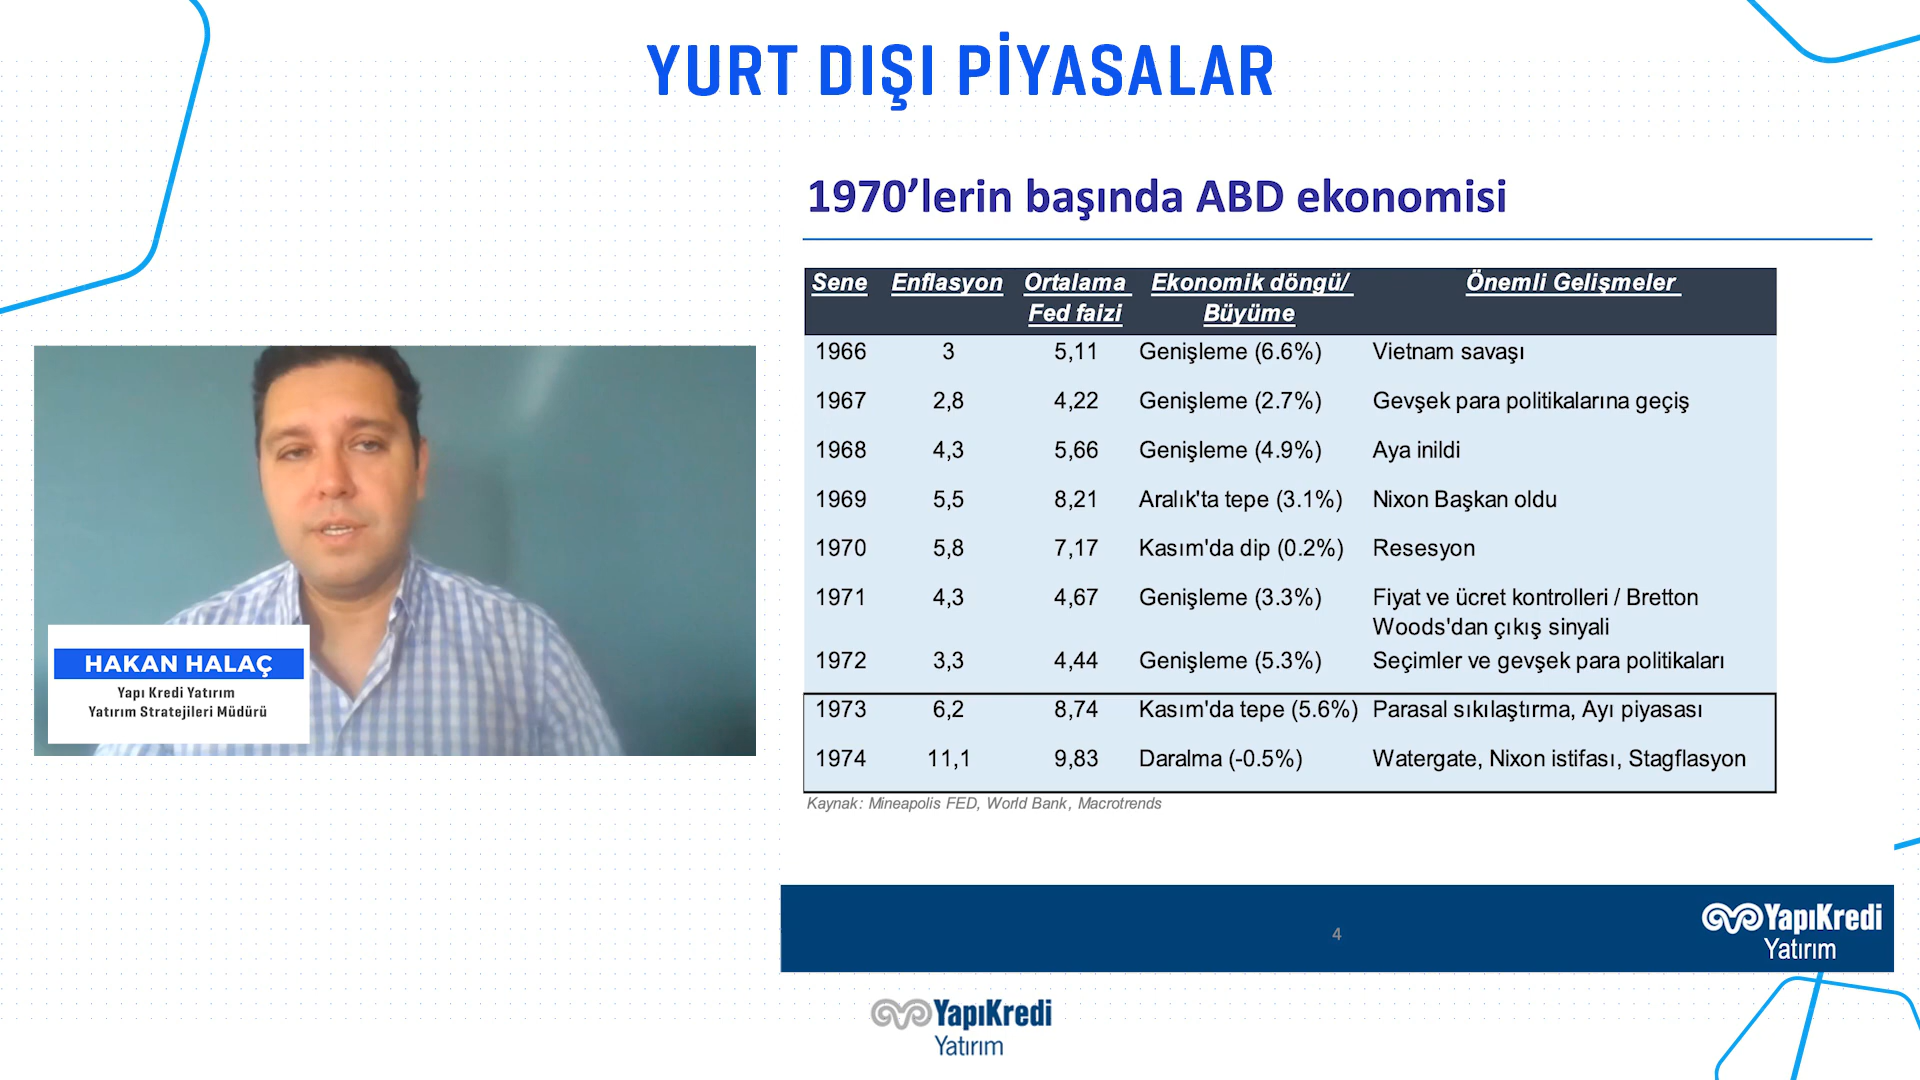 YURT DIŞI PİYASALAR
1970’lerin başında ABD ekonomisi
Sene Enflasyon Ortalama Fed faizi Ekonomik döngü/ Büyüme Önemli Gelişmeler
1966 3 5,11 Genişleme (6.6%) Vietnam savaşı
1967 2,8 4,22 Genişleme (2.7%) Gevşek para politikalarına geçiş
1968 4,3 5,66 Genişleme (4.9%) Aya inildi
1969 5,5 8,21 Aralık'ta tepe (3.1%) Nixon Başkan oldu
1970 5,8 7,17 Kasım'da dip (0.2%) Resesyon
1971 4,3 4,67 Genişleme (3.3%) Fiyat ve ücret kontrolleri / Bretton
Woods'dan çıkış sinyali
1972 3,3 4,44 Genişleme (5.3%) Seçimler ve gevşek para politikaları
1973 6,2 8,74 Kasım'da tepe (5.6%) Parasal sıkılaştırma, Ayı piyasası
1974 11,1 9,83 Daralma (-0.5%) Watergate, Nixon istifası, Stagflasyon
Kaynak: Mineapolis FED, World Bank, Macrotrends
HAKAN HALAÇ
Yapı Kredi Yatırım
Yatırım Stratejileri Müdürü
4
YapıKredi
Yatırım
YapıKredi
Yatırım